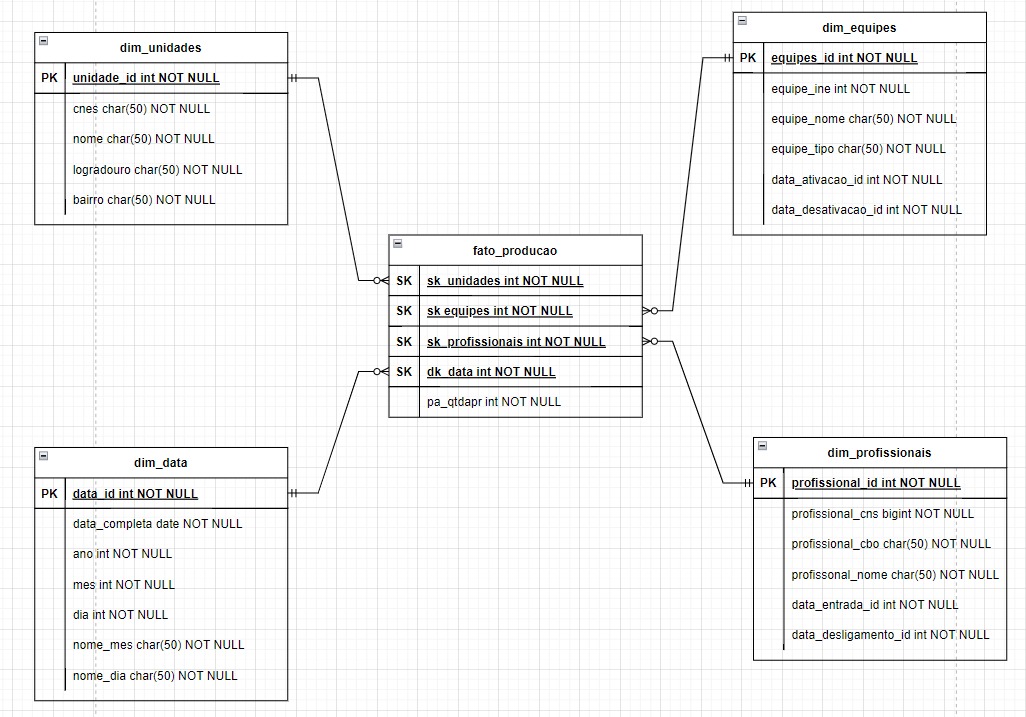 dim_unidades
PK unidade_id int NOT NULL
cnes char(50) NOT NULL
nome char(50) NOT NULL
logradouro char(50) NOT NULL
bairro char(50) NOT NULL
dim_equipes
PK equipes_id int NOT NULL
equipe_ine int NOT NULL
equipe_nome char(50) NOT NULL
equipe_tipo char(50) NOT NULL
data_ativacao_id int NOT NULL
data_desativacao_id int NOT NULL
fato_producao
SK sk_unidades int NOT NULL
SK sk equipes int NOT NULL
SK sk_profissionais int NOT NULL
SK dk_data int NOT NULL
pa_qtdapr int NOT NULL
dim_data
PK data_id int NOT NULL
data_completa date NOT NULL
ano int NOT NULL
mes int NOT NULL
dia int NOT NULL
nome_mes char(50) NOT NULL
nome_dia char(50) NOT NULL
dim_profissionais
PK profissional_id int NOT NULL
profissional_cns bigint NOT NULL
profissional_cbo char(50) NOT NULL
profissonal_nome char(50) NOT NULL
data_entrada_id int NOT NULL
data_desligamento_id int NOT NULL